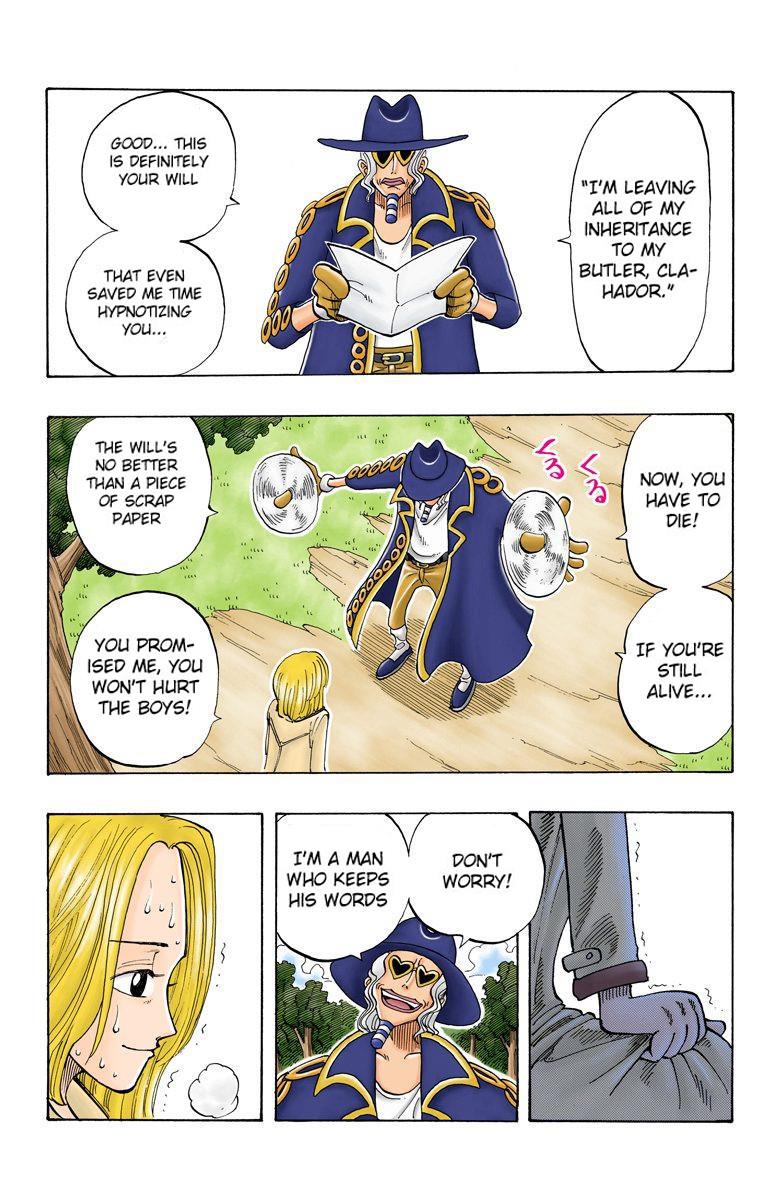 "I'M LEAVING
ALL OF MY
INHERITANCE
TO MY
BUTLER, CLA-
HADOR."
GOOD... THIS
IS DEFINITELY
YOUR WILL
THAT EVEN
SAVED ME TIME
HYPNOTIZING
YOU...
NOW, YOU
HAVE TO
DIE!
IF YOU'RE
STILL
ALIVE...
くる
くる
THE WILL'S
NO BETTER
THAN A PIECE
OF SCRAP
PAPER
YOU PROM-
ISED ME, YOU
WON'T HURT
THE BOYS!
DON'T
WORRY!
I'M A MAN
WHO KEEPS
HIS WORDS